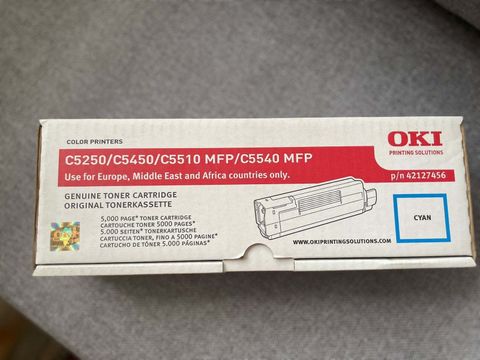 COLOR PRINTERS
OKI
PRINTING SOLUTIONS
C5250/C5450/C5510 MFP/C5540 MFP
Use for Europe, Middle East and Africa countries only.
p/n 42127456
GENUINE TONER CARTRIDGE
ORIGINAL TONERKASSETTE
5,000 PAGE* TONER CARTRIDGE
CARTOUCHE TONER 5000 PAGES*
5.000 SEITEN* TONERKARTUSCHE
CARTUCCIA TONER, FINO A 5000 PAGINE*
CARTUCHO DE TÓNER 5.000 PÁGINAS*
CYAN
WWW.OKIPRINTINGSOLUTIONS.COM